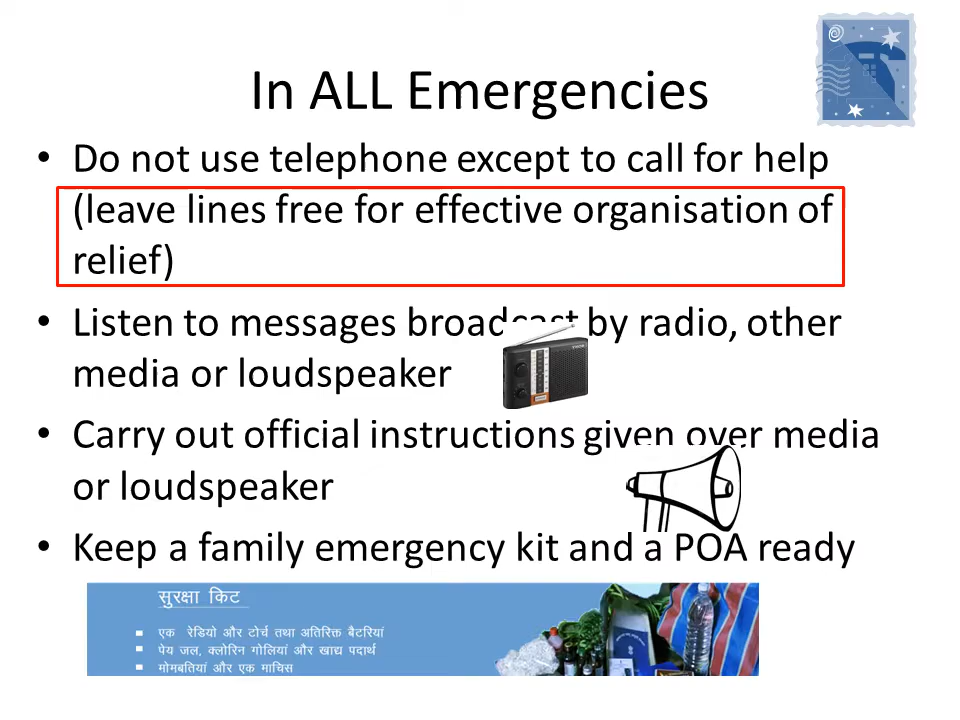 In ALL Emergencies
• Do not use telephone except to call for help
(leave lines free for effective organisation of
relief)
• Listen to messages broadcast by radio, other
media or loudspeaker
• Carry out official instructions given over media
or loudspeaker
• Keep a family emergency kit and a POA ready
सुरक्षा किट
▪ एक रेडियो और टोर्च तथा अतिरिक्त बैटरियां
▪ पेय जल, क्लोरिन गोलियां और खाद्य पदार्थ
▪ मोमबतियां और एक माचिस